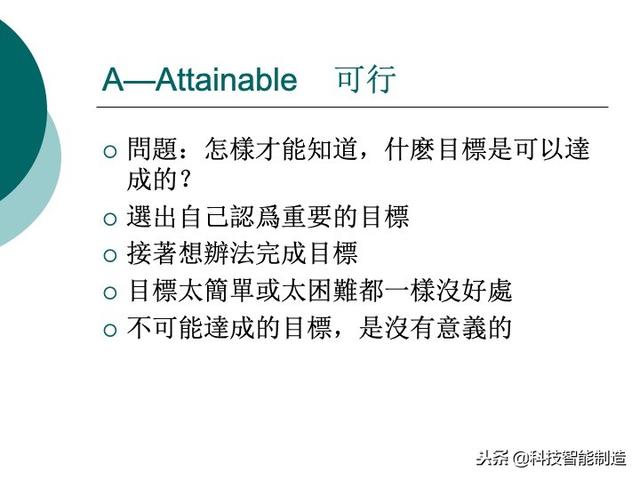 A—Attainable 可行
問題：怎樣才能知道，什麽目標是可以達
成的？
選出自己認爲重要的目標
接著想辦法完成目標
目標太簡單或太困難都一樣沒好處
不可能達成的目標，是沒有意義的
头条 @科技智能制造